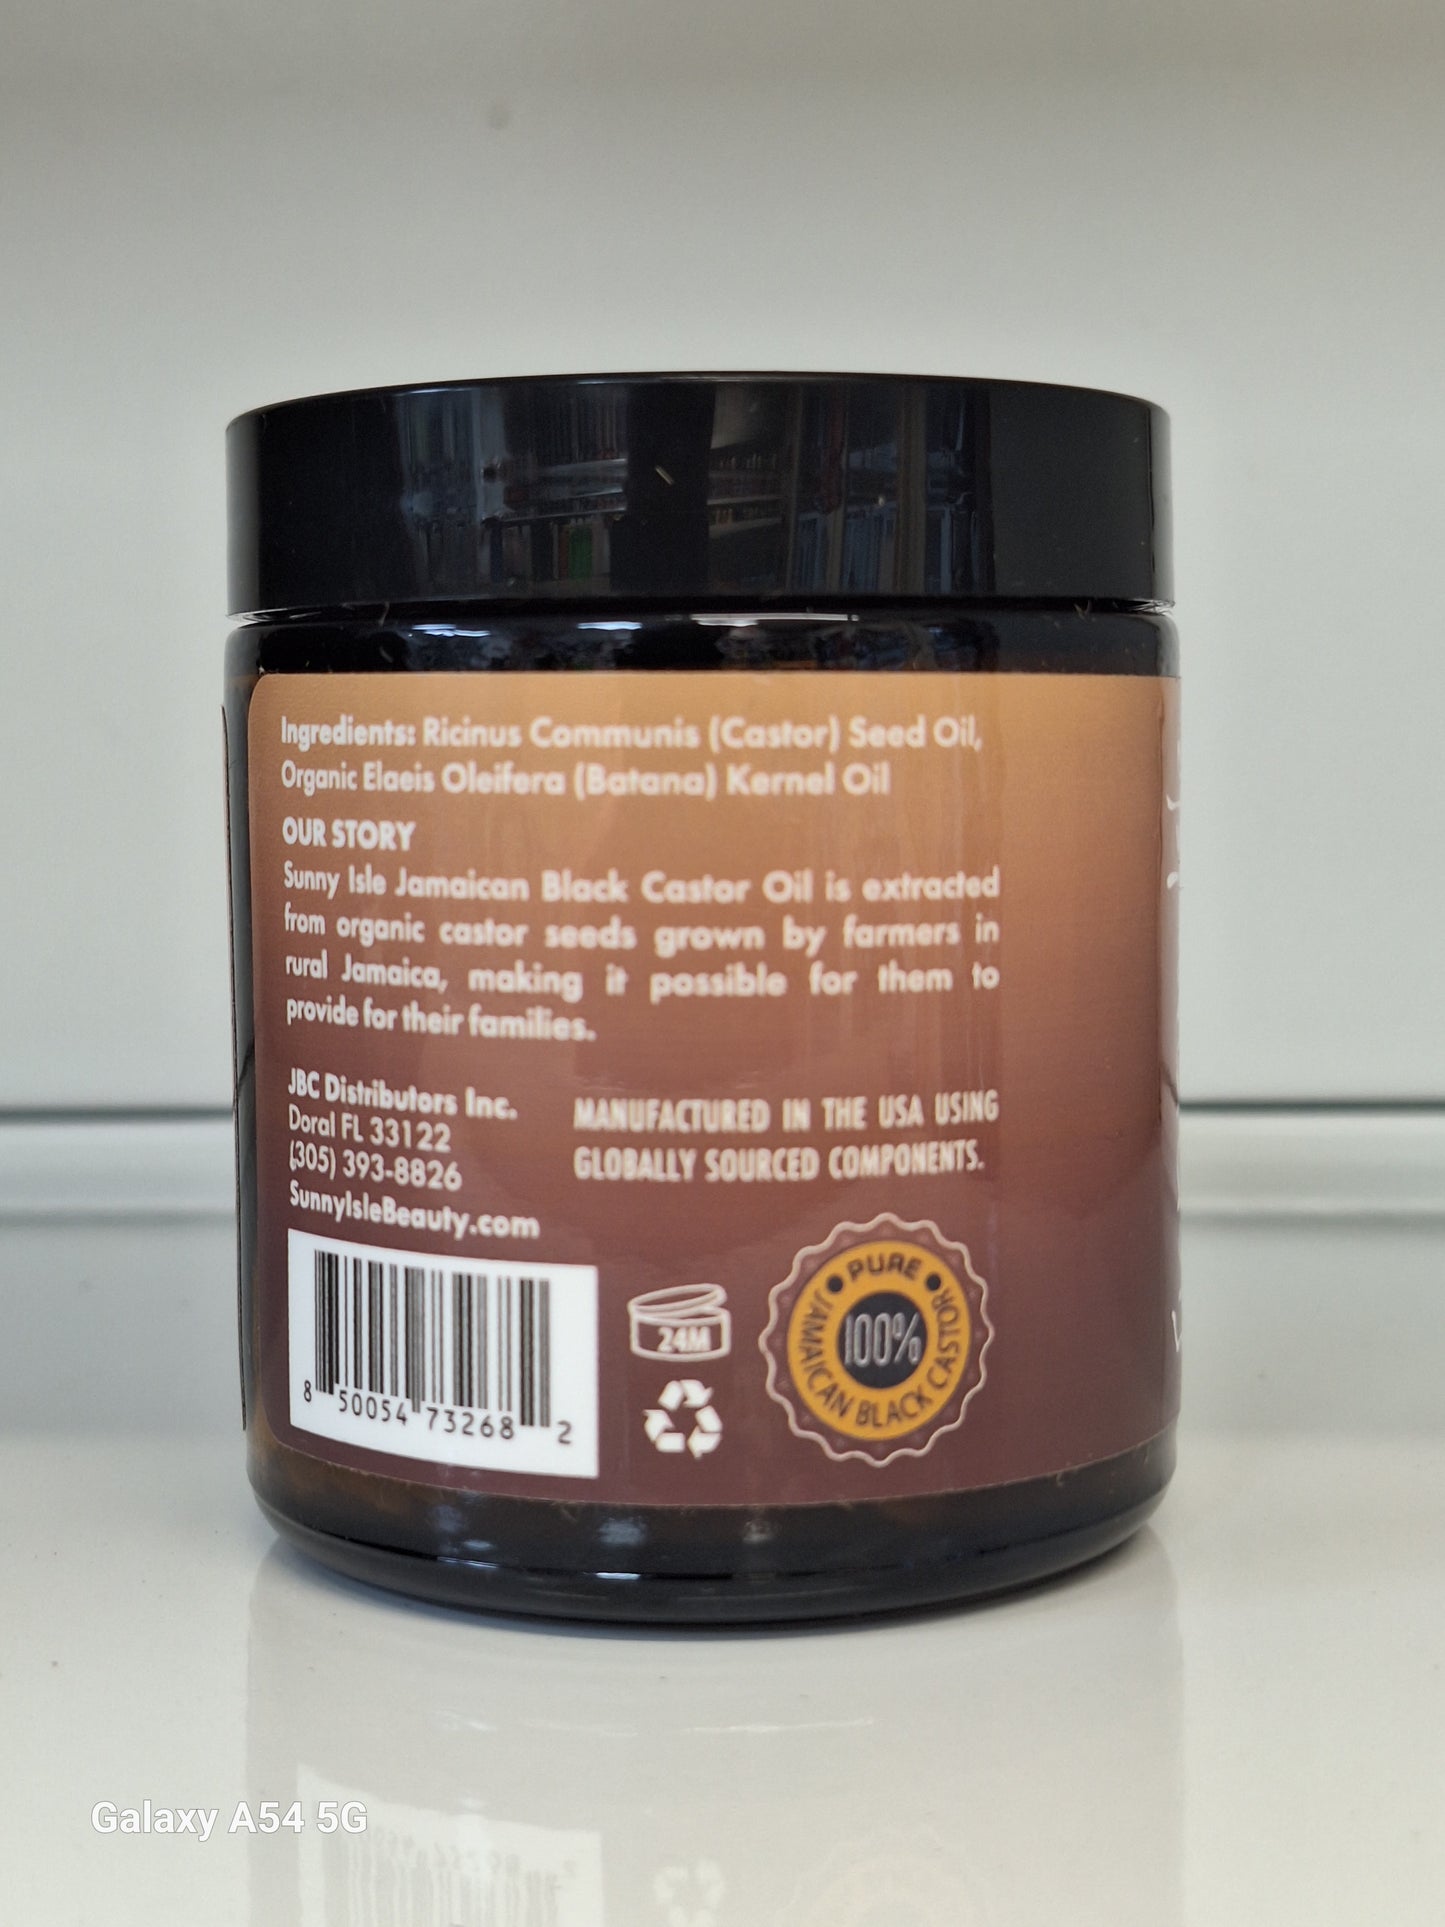 Ingredients: Ricinus Communis (Castor) Seed Oil,
Organic Elaeis Oleifera (Batana) Kernel Oil
OUR STORY
Sunny Isle Jamaican Black Castor Oil is extracted
from organic castor seeds grown by farmers in
rural Jamaica, making it possible for them to
provide for their families.
JBC Distributors Inc.
Doral FL 33122
(305) 393-8826
SunnyIsleBeauty.com
MANUFACTURED IN THE USA USING
GLOBALLY SOURCED COMPONENTS.
8 50054 73268 2
24M
PURE
100%
JAMAICAN BLACK CASTOR
Galaxy A54 5G